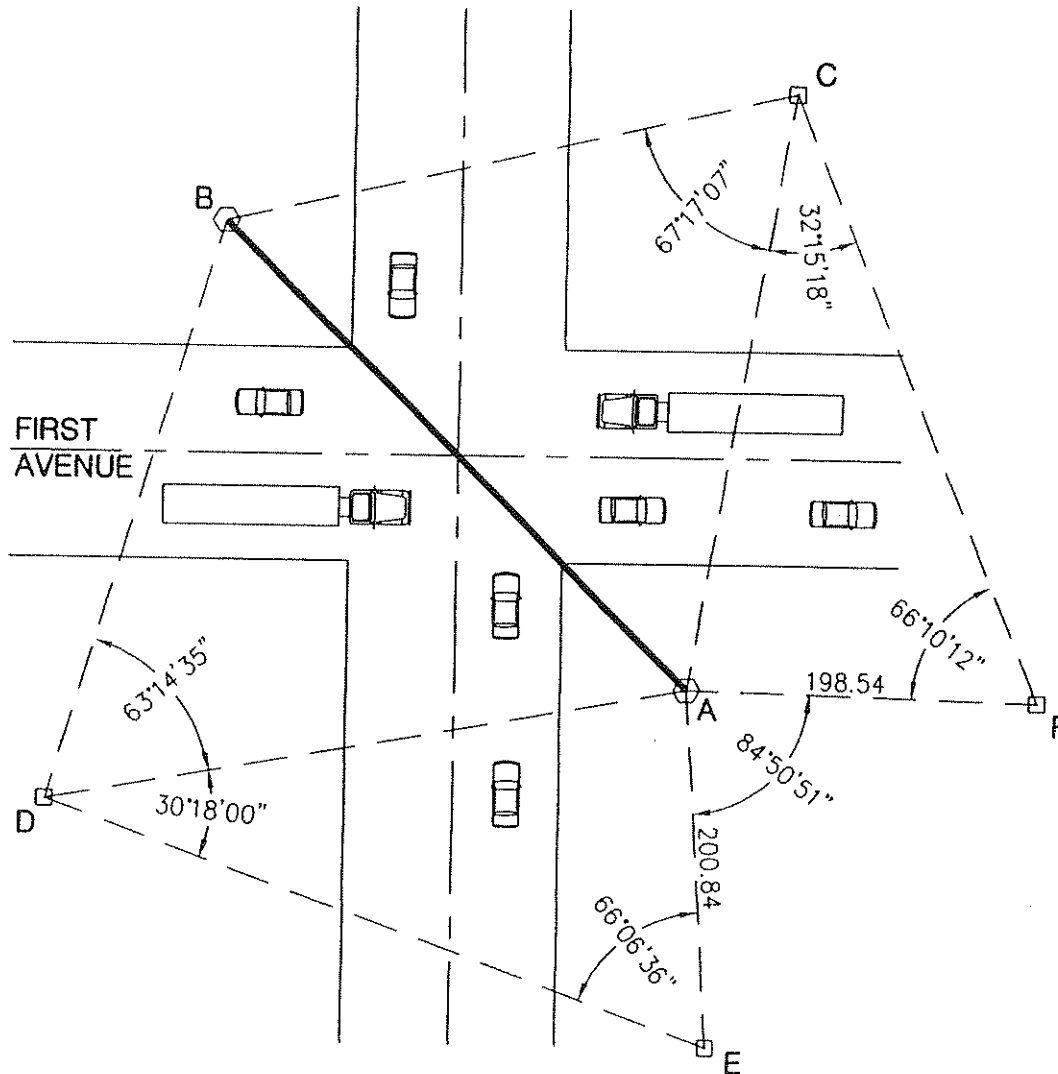 C
B
67°17'07"
32°15'18"
FIRST
AVENUE
63°14'35"
66°10'12"
198.54
A
F
84°50'51"
D
30°18'00"
200.84
66°06'36"
E